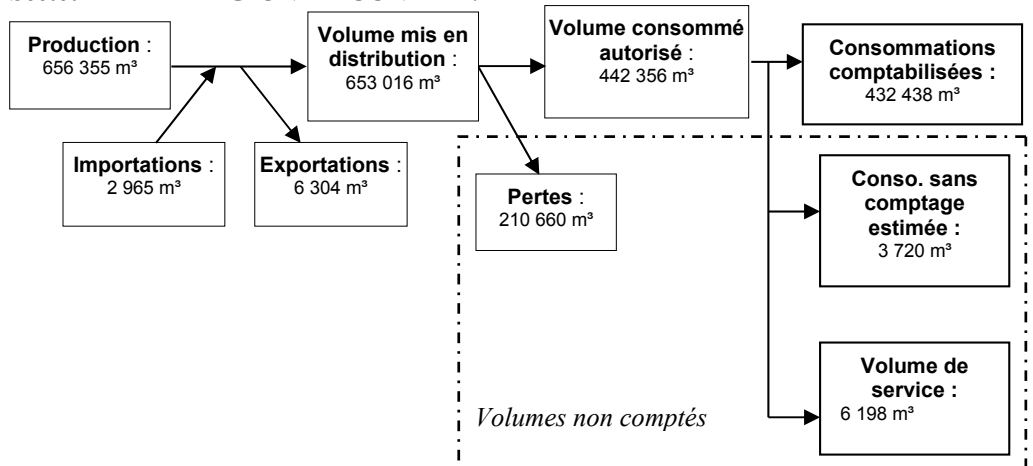 Production :
656 355 m³
Volume mis en
distribution :
653 016 m³
Volume consommé
autorisé :
442 356 m³
Consommations
comptabilisées :
432 438 m³
Importations :
2 965 m³
Exportations :
6 304 m³
Pertes :
210 660 m³
Conso. sans
comptage
estimée :
3 720 m³
Volume de
service :
6 198 m³
Volumes non comptés